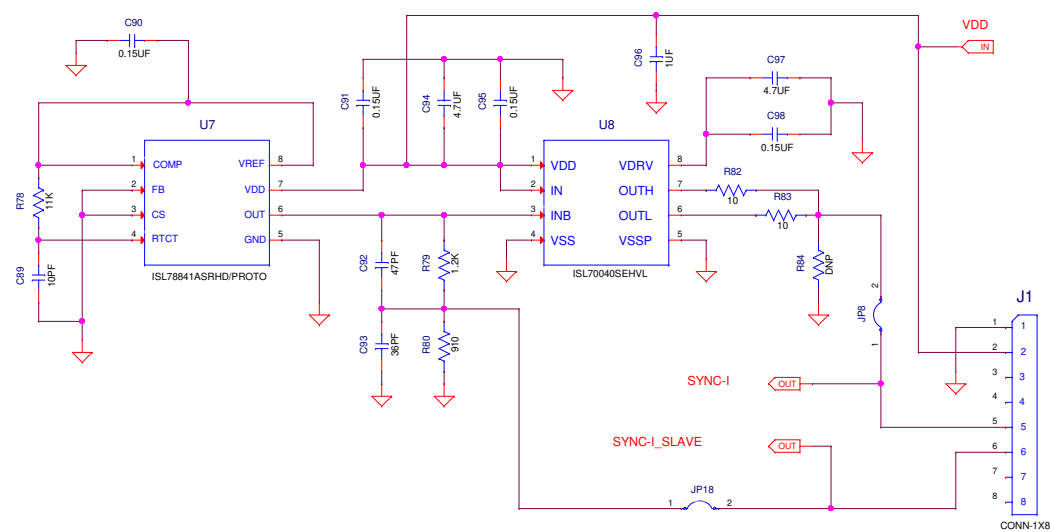 C90
0.15UF
VDD
IN
C96
1UF
C97
4.7UF
C91
0.15UF
C94
4.7UF
C95
0.15UF
C98
0.15UF
U7
U8
1 COMP VREF 8
2 FB VDD 7
3 CS OUT 6
4 RTCT GND 5
ISL78841ASRHD/PROTO
1 VDD VDRV 8
2 IN OUTH 7
3 INB OUTL 6
4 VSS VSSP 5
ISL70040SEHVL
R78
11K
C89
10PF
R82
10
R83
10
R84
DNP
C92
47PF
R79
1.2K
C93
36PF
R80
910
2
JP8
1
J1
1 1
2 2
3 3
4 4
5 5
6 6
7 7
8 8
CONN-1X8
SYNC-I
OUT
SYNC-I_SLAVE
OUT
JP18
1 2